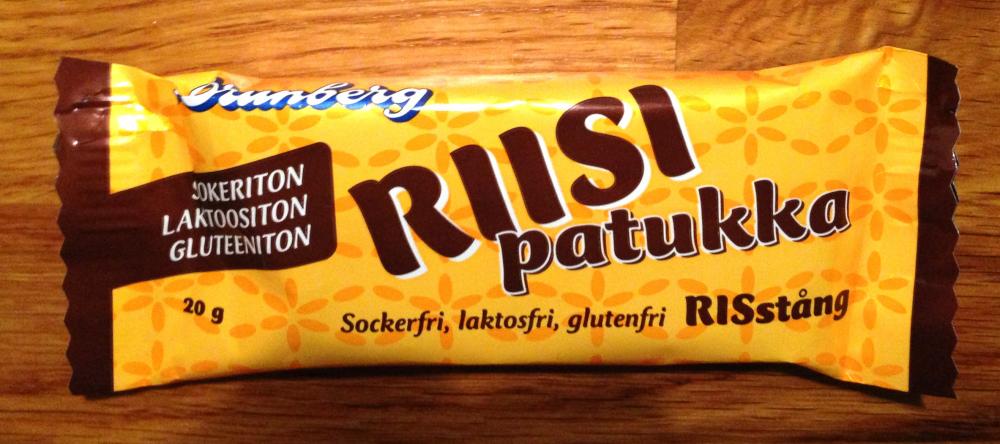 Brunberg
RIISI
patukka
SOKERITON
LAKTOOSITON
GLUTEENITON
20 g
Sockerfri, laktosfri, glutenfri RISstång